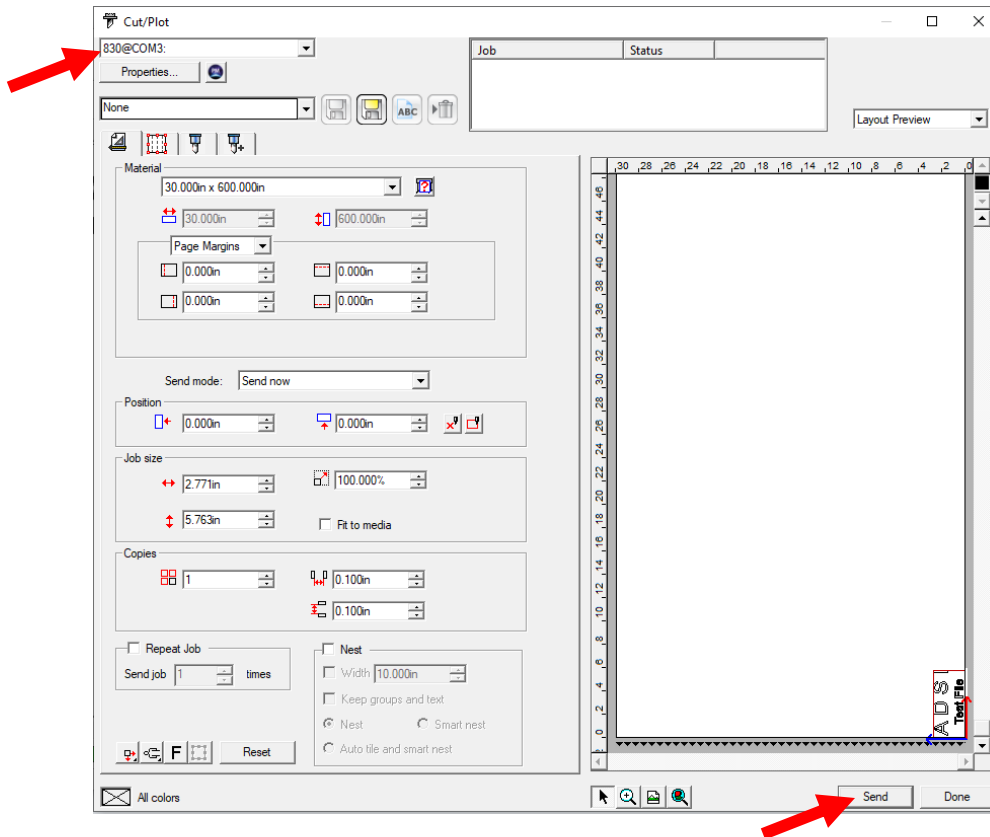 Cut/Plot
830@COM3:
Properties...
None
ABC
Job Status
Layout Preview
Material
30.000in x 600.000in
30.000in 600.000in
Page Margins
0.000in 0.000in
0.000in 0.000in
Send mode: Send now
Position
0.000in 0.000in
Job size
2.771in 100.000%
5.763in Fit to media
Copies
1 0.100in
0.100in
Repeat Job
Send job 1 times
Nest
Width 10.000in
Keep groups and text
Nest Smart nest
Auto tile and smart nest
F Reset
All colors
30 28 26 24 22 20 18 16 14 12 10 8 6 4 2 0
46
44
42
40
38
36
34
32
30
28
26
24
22
20
18
16
14
12
10
8
6
4
2
0
2
A D S
Test File
Send Done